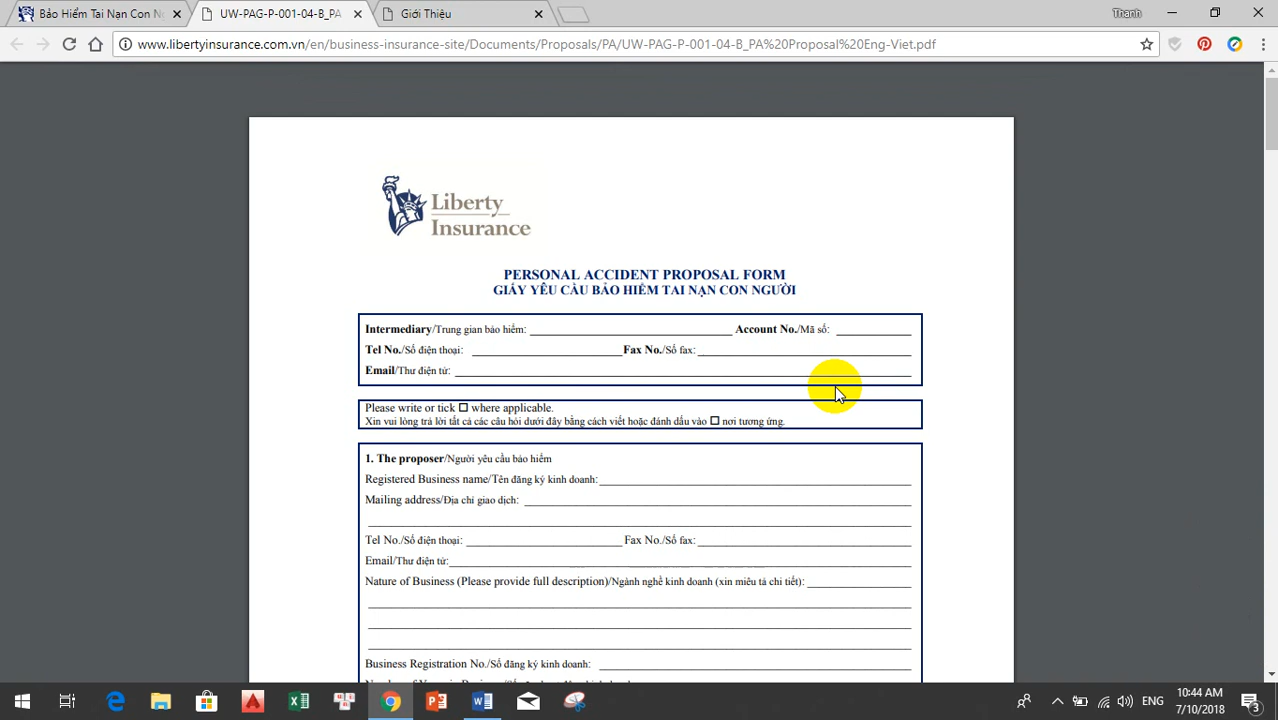 Bảo Hiểm Tai Nạn Con Ng
UW-PAG-P-001-04-B_PA
Giới Thiệu
Thanh
www.libertyinsurance.com.vn/en/business-insurance-site/Documents/Proposals/PA/UW-PAG-P-001-04-B_PA%20Proposal%20Eng-Viet.pdf
Liberty
Insurance
PERSONAL ACCIDENT PROPOSAL FORM
GIẤY YÊU CẦU BẢO HIỂM TAI NẠN CON NGƯỜI
Intermediary/Trung gian bảo hiểm: Account No./Mã số:
Tel No./Số điện thoại: Fax No./Số fax:
Email/Thư điện tử:
Please write or tick ☐ where applicable.
Xin vui lòng trả lời tất cả các câu hỏi dưới đây bằng cách viết hoặc đánh dấu vào ☐ nơi tương ứng.
1. The proposer/Người yêu cầu bảo hiểm
Registered Business name/Tên đăng ký kinh doanh:
Mailing address/Địa chỉ giao dịch:
Tel No./Số điện thoại: Fax No./Số fax:
Email/Thư điện tử:
Nature of Business (Please provide full description)/Ngành nghề kinh doanh (xin miêu tả chi tiết):
Business Registration No./Số đăng ký kinh doanh:
ENG
10:44 AM
7/10/2018
3